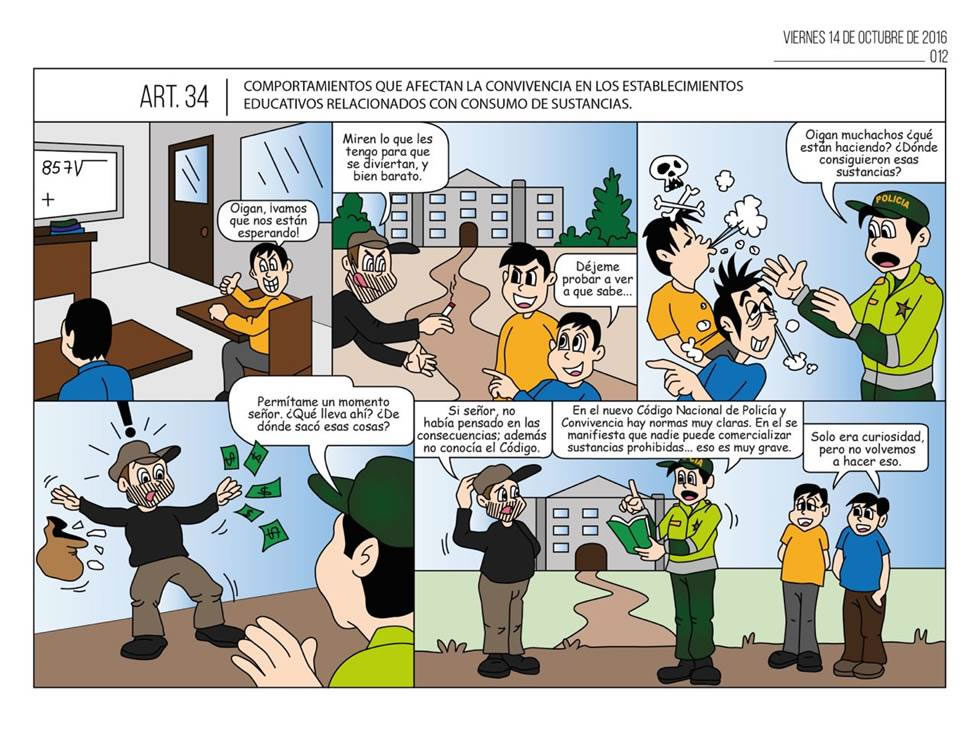 VIERNES 14 DE OCTUBRE DE 2016
012
ART. 34
COMPORTAMIENTOS QUE AFECTAN LA CONVIVENCIA EN LOS ESTABLECIMIENTOS
EDUCATIVOS RELACIONADOS CON CONSUMO DE SUSTANCIAS.
857√
+
Oigan, ¡vamos
que nos están
esperando!
Miren lo que les
tengo para que
se diviertan, y
bien barato.
Déjeme
probar a ver
a que sabe...
Oigan muchachos ¿qué
están haciendo? ¿Dónde
consiguieron esas
sustancias?
POLICIA
Permítame un momento
señor. ¿Qué lleva ahí? ¿De
dónde sacó esas cosas?
$
$
$
$
$
Si señor, no
había pensado en las
consecuencias; además
no conocía el Código.
En el nuevo Código Nacional de Policía y
Convivencia hay normas muy claras. En el se
manifiesta que nadie puede comercializar
sustancias prohibidas... eso es muy grave.
Solo era curiosidad,
pero no volvemos
a hacer eso.